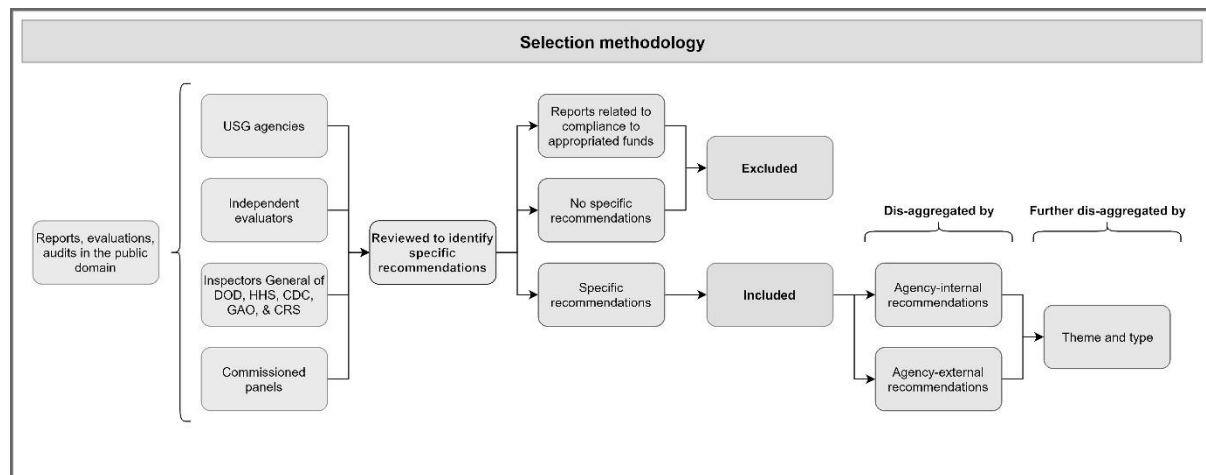 Selection methodology
Reports, evaluations,
audits in the public
domain
USG agencies
Independent
evaluators
Inspectors General of
DOD, HHS, CDC,
GAO, & CRS
Commissioned
panels
Reviewed to identify
specific
recommendations
Reports related to
compliance to
appropriated funds
No specific
recommendations
Specific
recommendations
Excluded
Included
Dis-aggregated by
Agency-internal
recommendations
Agency-external
recommendations
Further dis-aggregated by
Theme and type